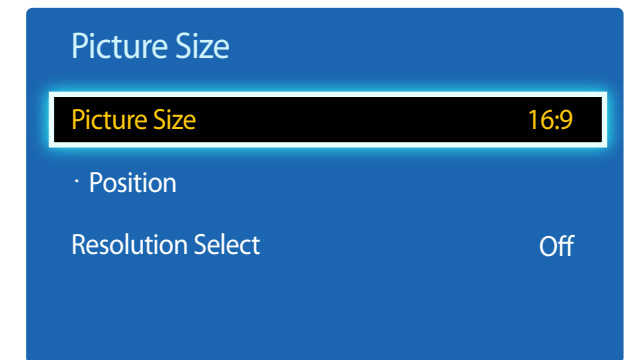 Picture Size
Picture Size 16:9
· Position
Resolution Select Off